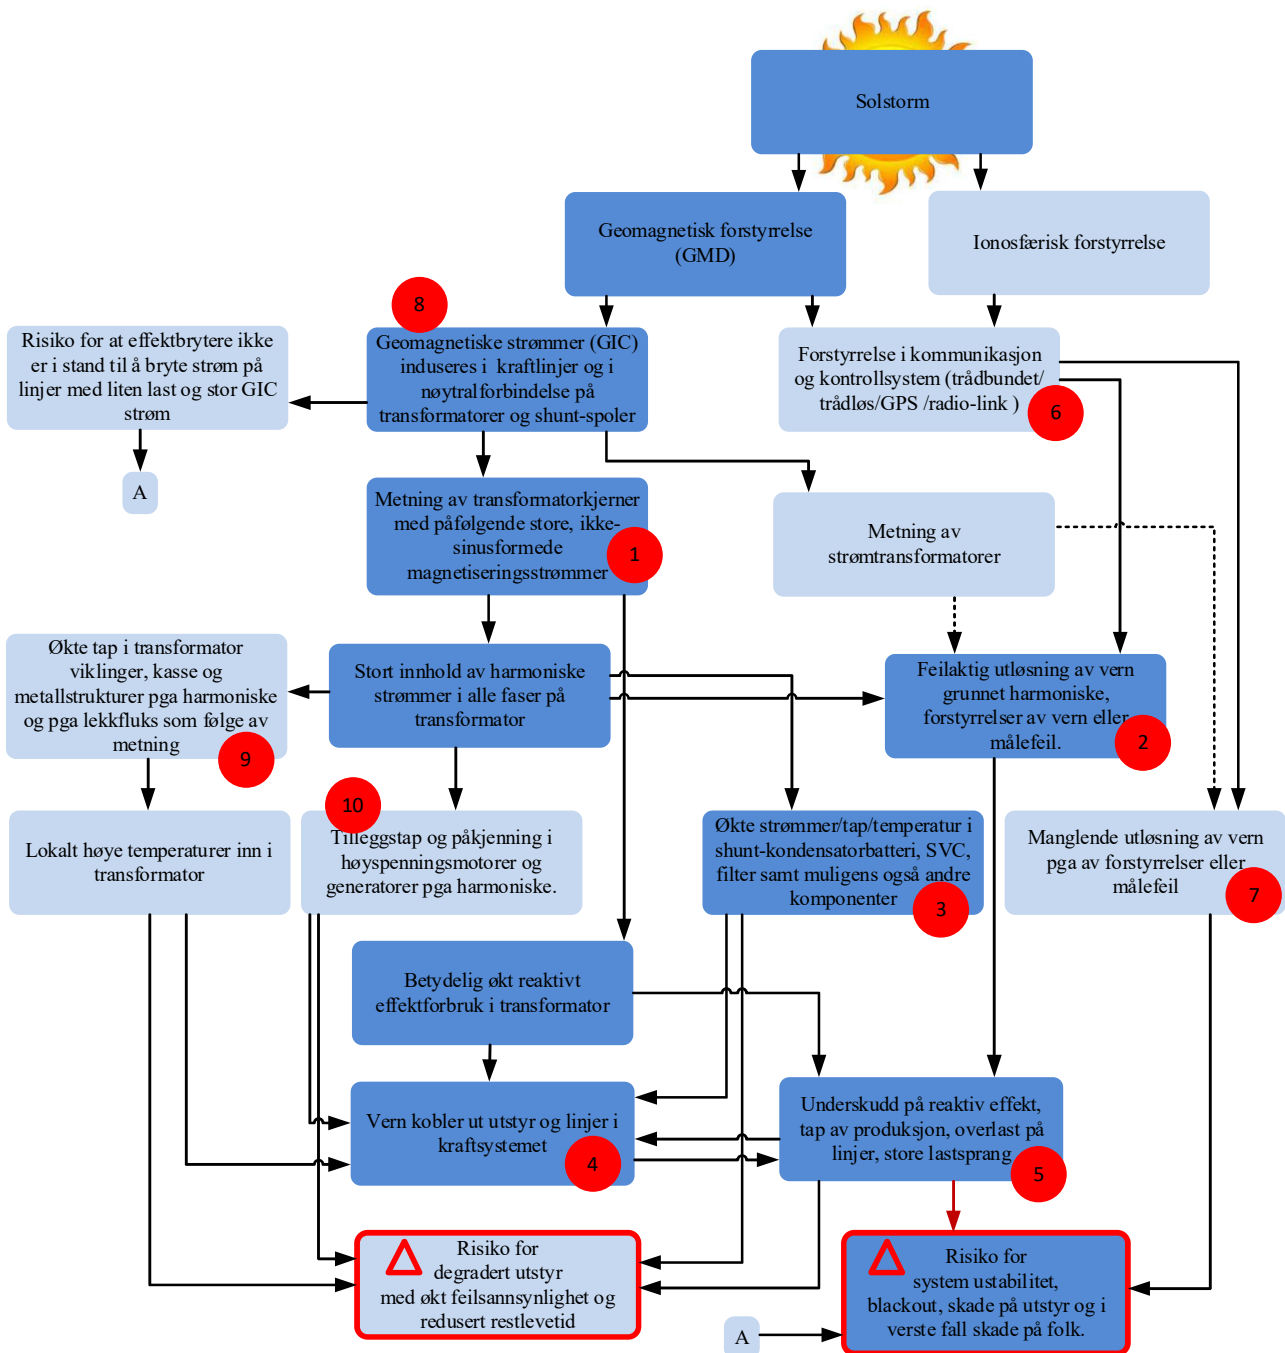 Solstorm
Geomagnetisk forstyrrelse
(GMD)
Ionosfærisk forstyrrelse
8
Risiko for at effektbrytere ikke
er i stand til å bryte strøm på
linjer med liten last og stor GIC
strøm
Geomagnetiske strømmer (GIC)
induseres i kraftlinjer og i
nøytralforbindelse på
transformatorer og shunt-spoler
Forstyrrelse i kommunikasjon
og kontrollsystem (trådbundet/
trådløs/GPS /radio-link )
6
A
Metning av transformatorkjerner
med påfølgende store, ikke-
sinusformede
magnetiseringsstrømmer
1
Metning av
strømtransformatorer
Økte tap i transformator
viklinger, kasse og
metallstrukturer pga harmoniske
og pga lekkfluks som følge av
metning
9
Stort innhold av harmoniske
strømmer i alle faser på
transformator
Feilaktig utløsning av vern
grunnet harmoniske,
forstyrrelser av vern eller
målefeil.
2
Lokalt høye temperaturer inn i
transformator
10
Tilleggstap og påkjenning i
høyspenningsmotorer og
generatorer pga harmoniske.
Økte strømmer/tap/temperatur i
shunt-kondensatorbatteri, SVC,
filter samt muligens også andre
komponenter
3
Manglende utløsning av vern
pga av forstyrrelser eller
målefeil
7
Betydelig økt reaktivt
effektforbruk i transformator
Vern kobler ut utstyr og linjer i
kraftsystemet
4
Underskudd på reaktiv effekt,
tap av produksjon, overlast på
linjer, store lastsprang
5
Risiko for
degradert utstyr
med økt feilsannsynlighet og
redusert restlevetid
Risiko for
system ustabilitet,
blackout, skade på utstyr og i
verste fall skade på folk.
A